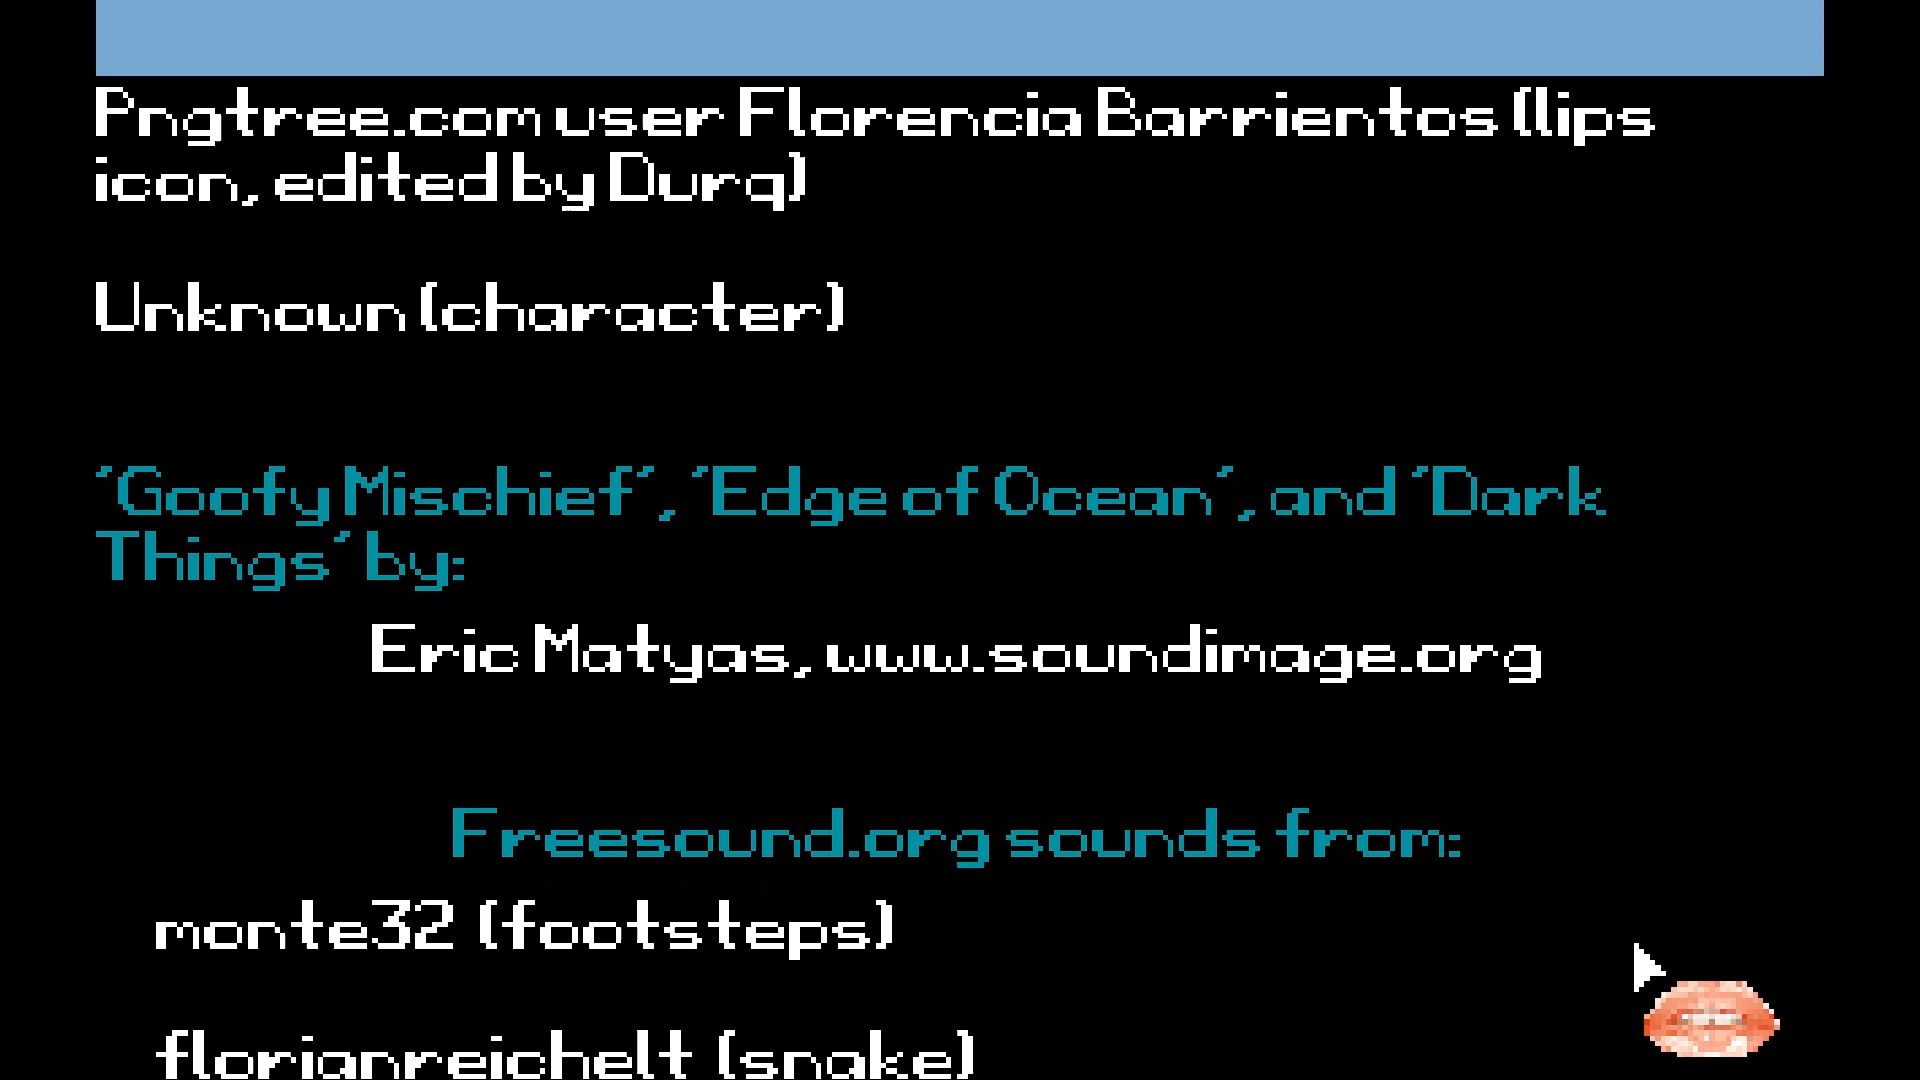 Pngtree.com user Florencia Barrientos (lips
icon, edited by Durq)
Unknown (character)
'Goofy Mischief', 'Edge of Ocean', and 'Dark
Things' by:
Eric Matyas, www.soundimage.org
Freesound.org sounds from:
monte32 (footsteps)
florianreichelt (snake)